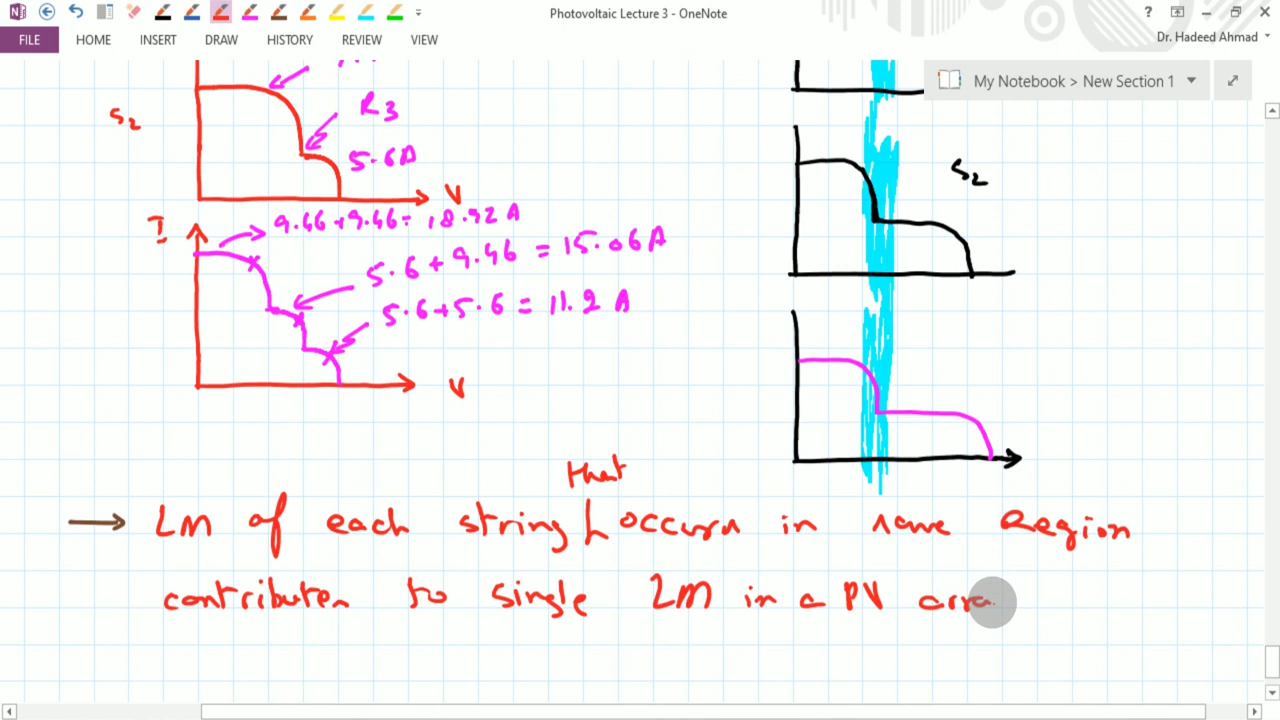 Photovoltaic Lecture 3 - OneNote
FILE HOME INSERT DRAW HISTORY REVIEW VIEW
Dr. Hadeed Ahmad
My Notebook > New Section 1
S2
R3
5.6A
V
I
9.46+9.46= 18.92 A
5.6 + 9.46 = 15.06 A
5.6+5.6 = 11.2 A
V
S2
that
LM of each string occurs in same Region
contributes to single LM in a PV arra